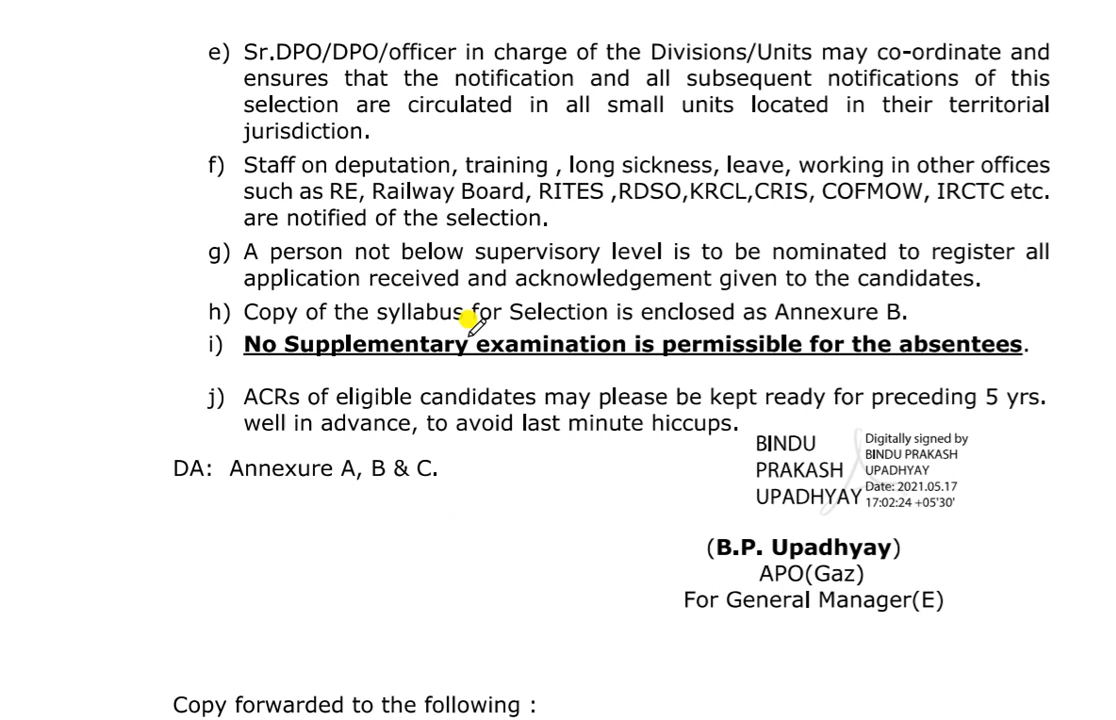 e) Sr.DPO/DPO/officer in charge of the Divisions/Units may co-ordinate and
ensures that the notification and all subsequent notifications of this
selection are circulated in all small units located in their territorial
jurisdiction.
f) Staff on deputation, training , long sickness, leave, working in other offices
such as RE, Railway Board, RITES ,RDSO,KRCL,CRIS, COFMOW, IRCTC etc.
are notified of the selection.
g) A person not below supervisory level is to be nominated to register all
application received and acknowledgement given to the candidates.
h) Copy of the syllabus for Selection is enclosed as Annexure B.
i) No Supplementary examination is permissible for the absentees.
j) ACRs of eligible candidates may please be kept ready for preceding 5 yrs.
well in advance, to avoid last minute hiccups.
DA: Annexure A, B & C.
BINDU
PRAKASH
UPADHYAY
Digitally signed by
BINDU PRAKASH
UPADHYAY
Date: 2021.05.17
17:02:24 +05'30'
(B.P. Upadhyay)
APO(Gaz)
For General Manager(E)
Copy forwarded to the following :